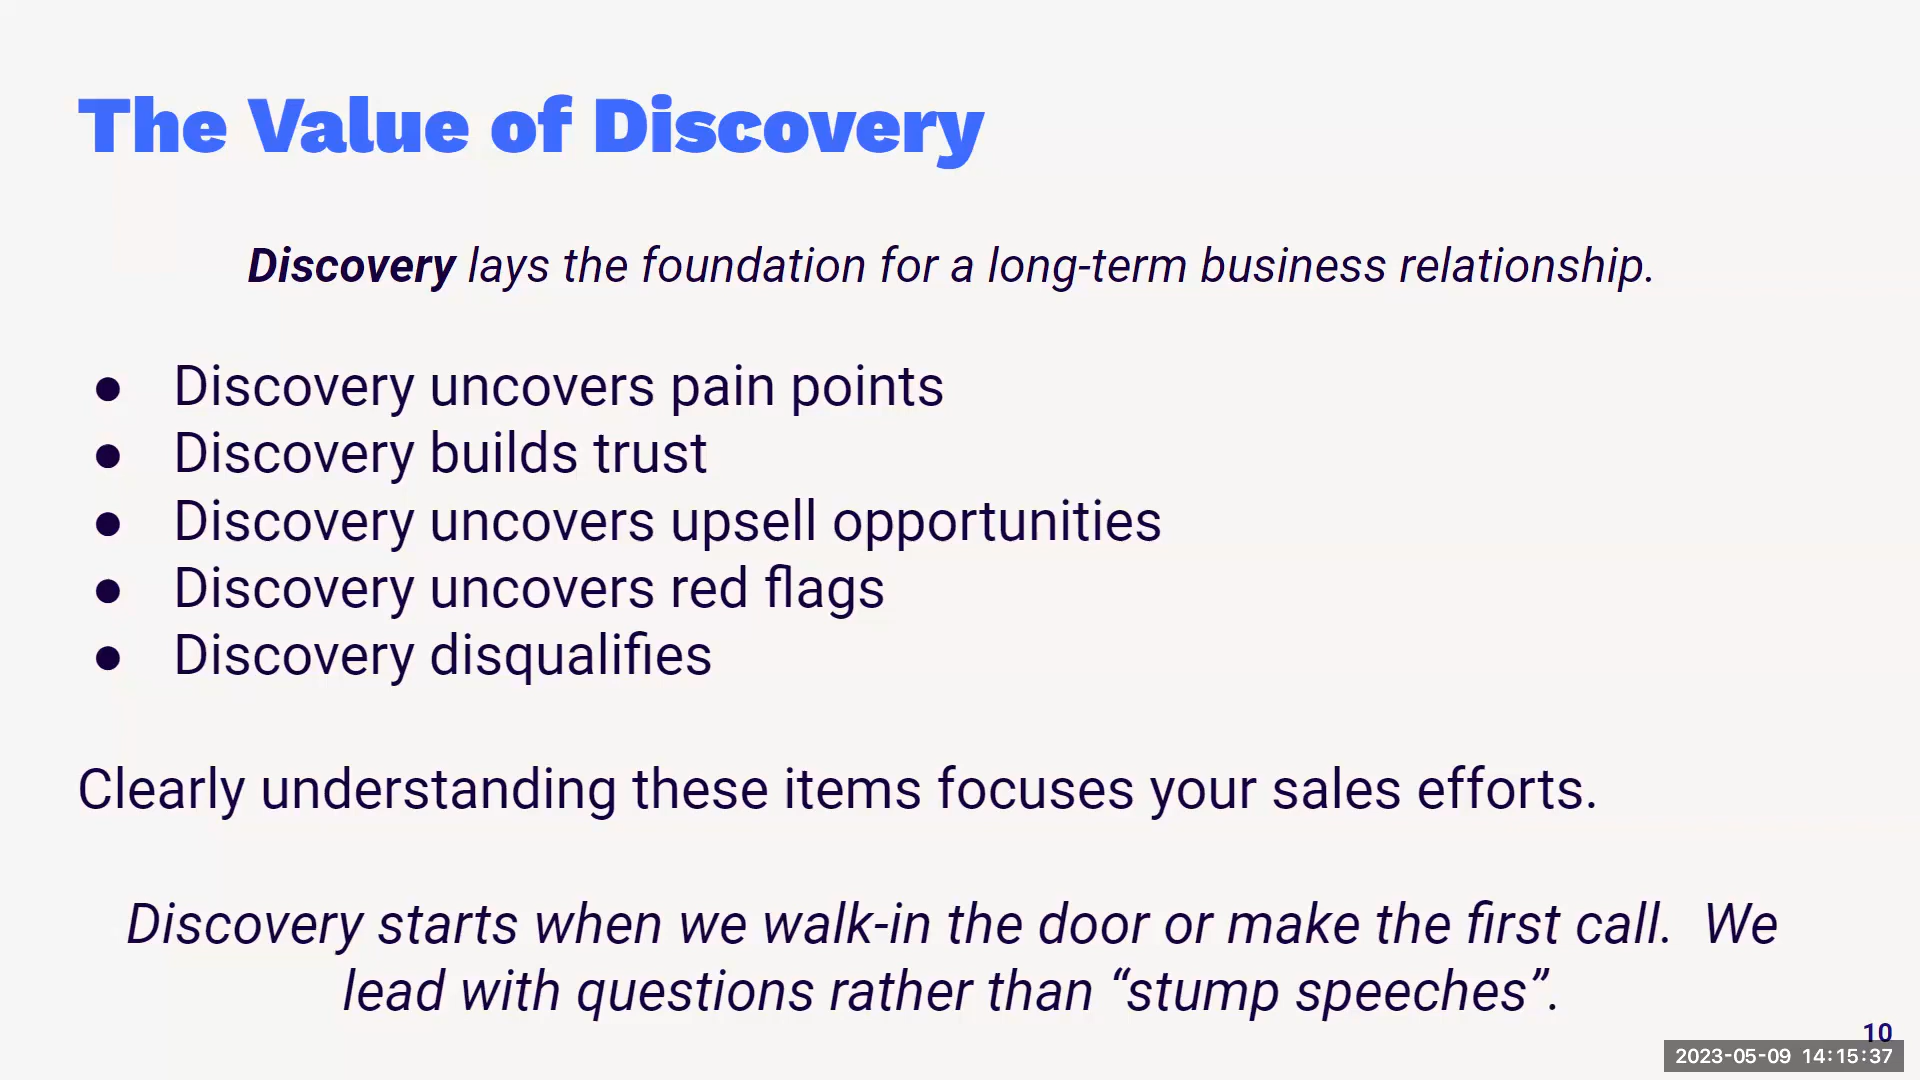 The Value of Discovery
Discovery lays the foundation for a long-term business relationship.
● Discovery uncovers pain points
● Discovery builds trust
● Discovery uncovers upsell opportunities
● Discovery uncovers red flags
● Discovery disqualifies
Clearly understanding these items focuses your sales efforts.
Discovery starts when we walk-in the door or make the first call.  We
lead with questions rather than “stump speeches”.
10
2023-05-09 14:15:37